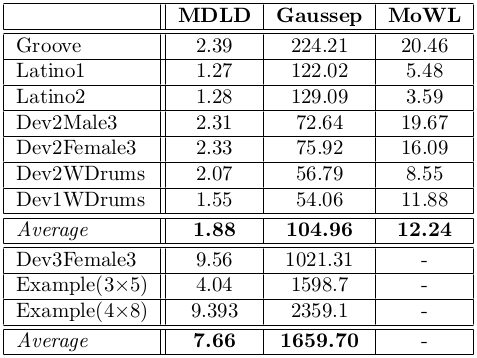 MDLD Gaussep MoWL
Groove 2.39 224.21 20.46
Latino1 1.27 122.02 5.48
Latino2 1.28 129.09 3.59
Dev2Male3 2.31 72.64 19.67
Dev2Female3 2.33 75.92 16.09
Dev2WDrums 2.07 56.79 8.55
Dev1WDrums 1.55 54.06 11.88
Average 1.88 104.96 12.24
Dev3Female3 9.56 1021.31 -
Example(3×5) 4.04 1598.7 -
Example(4×8) 9.393 2359.1 -
Average 7.66 1659.70 -